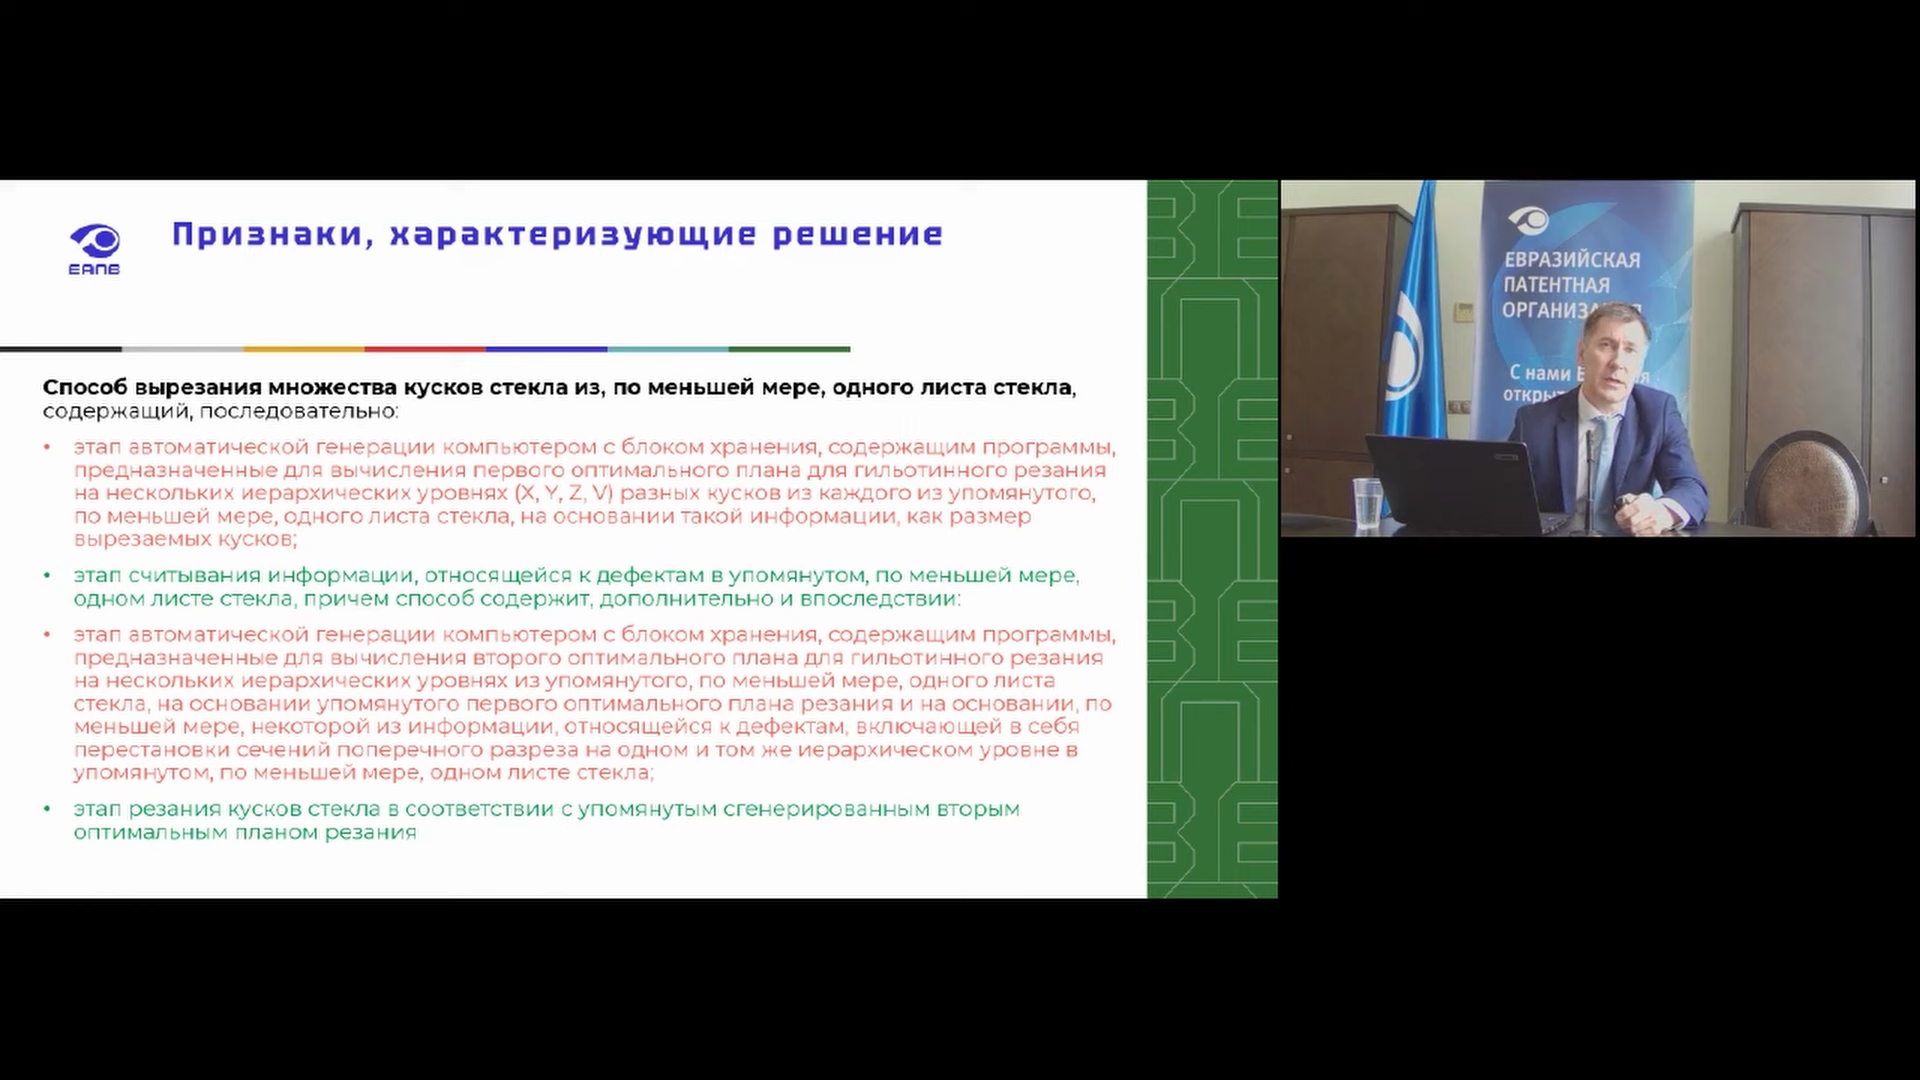 Признаки, характеризующие решение
ЕАПВ
Способ вырезания множества кусков стекла из, по меньшей мере, одного листа стекла,
содержащий, последовательно:
• этап автоматической генерации компьютером с блоком хранения, содержащим программы,
предназначенные для вычисления первого оптимального плана для гильотинного резания
на нескольких иерархических уровнях (X, Y, Z, V) разных кусков из каждого из упомянутого,
по меньшей мере, одного листа стекла, на основании такой информации, как размер
вырезаемых кусков;
• этап считывания информации, относящейся к дефектам в упомянутом, по меньшей мере,
одном листе стекла, причем способ содержит, дополнительно и впоследствии:
• этап автоматической генерации компьютером с блоком хранения, содержащим программы,
предназначенные для вычисления второго оптимального плана для гильотинного резания
на нескольких иерархических уровнях из упомянутого, по меньшей мере, одного листа
стекла, на основании упомянутого первого оптимального плана резания и на основании, по
меньшей мере, некоторой из информации, относящейся к дефектам, включающей в себя
перестановки сечений поперечного разреза на одном и том же иерархическом уровне в
упомянутом, по меньшей мере, одном листе стекла;
• этап резания кусков стекла в соответствии с упомянутым сгенерированным вторым
оптимальным планом резания
ЕВРАЗИЙСКАЯ
ПАТЕНТНАЯ
С нами